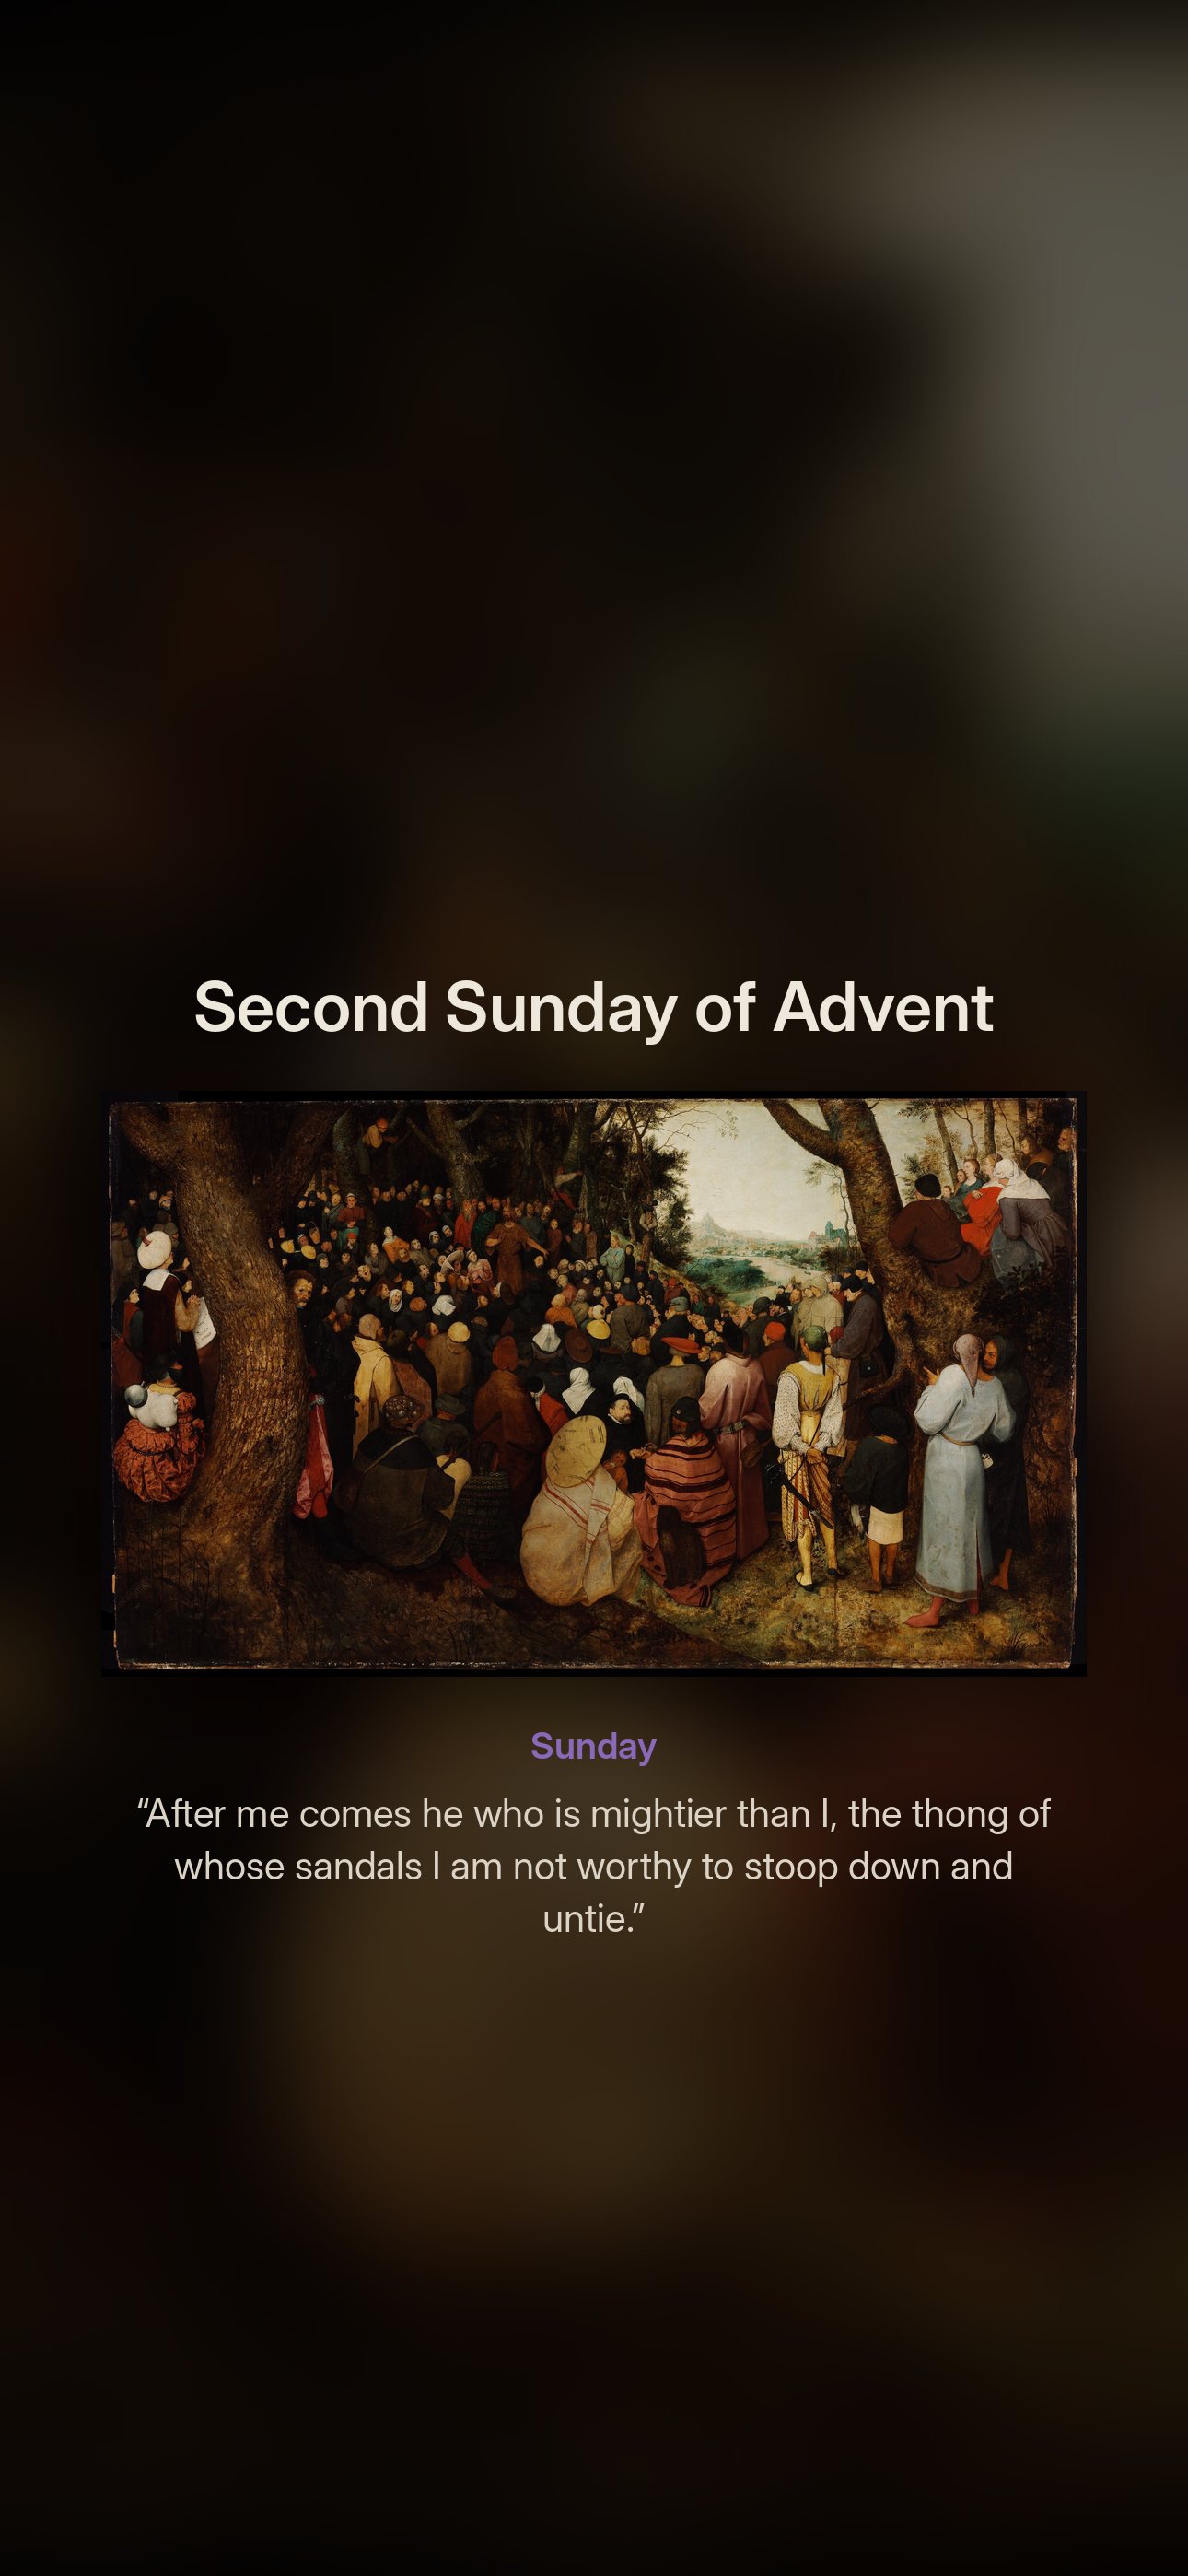 Second Sunday of Advent
Sunday
“After me comes he who is mightier than I, the thong of
whose sandals I am not worthy to stoop down and
untie.”